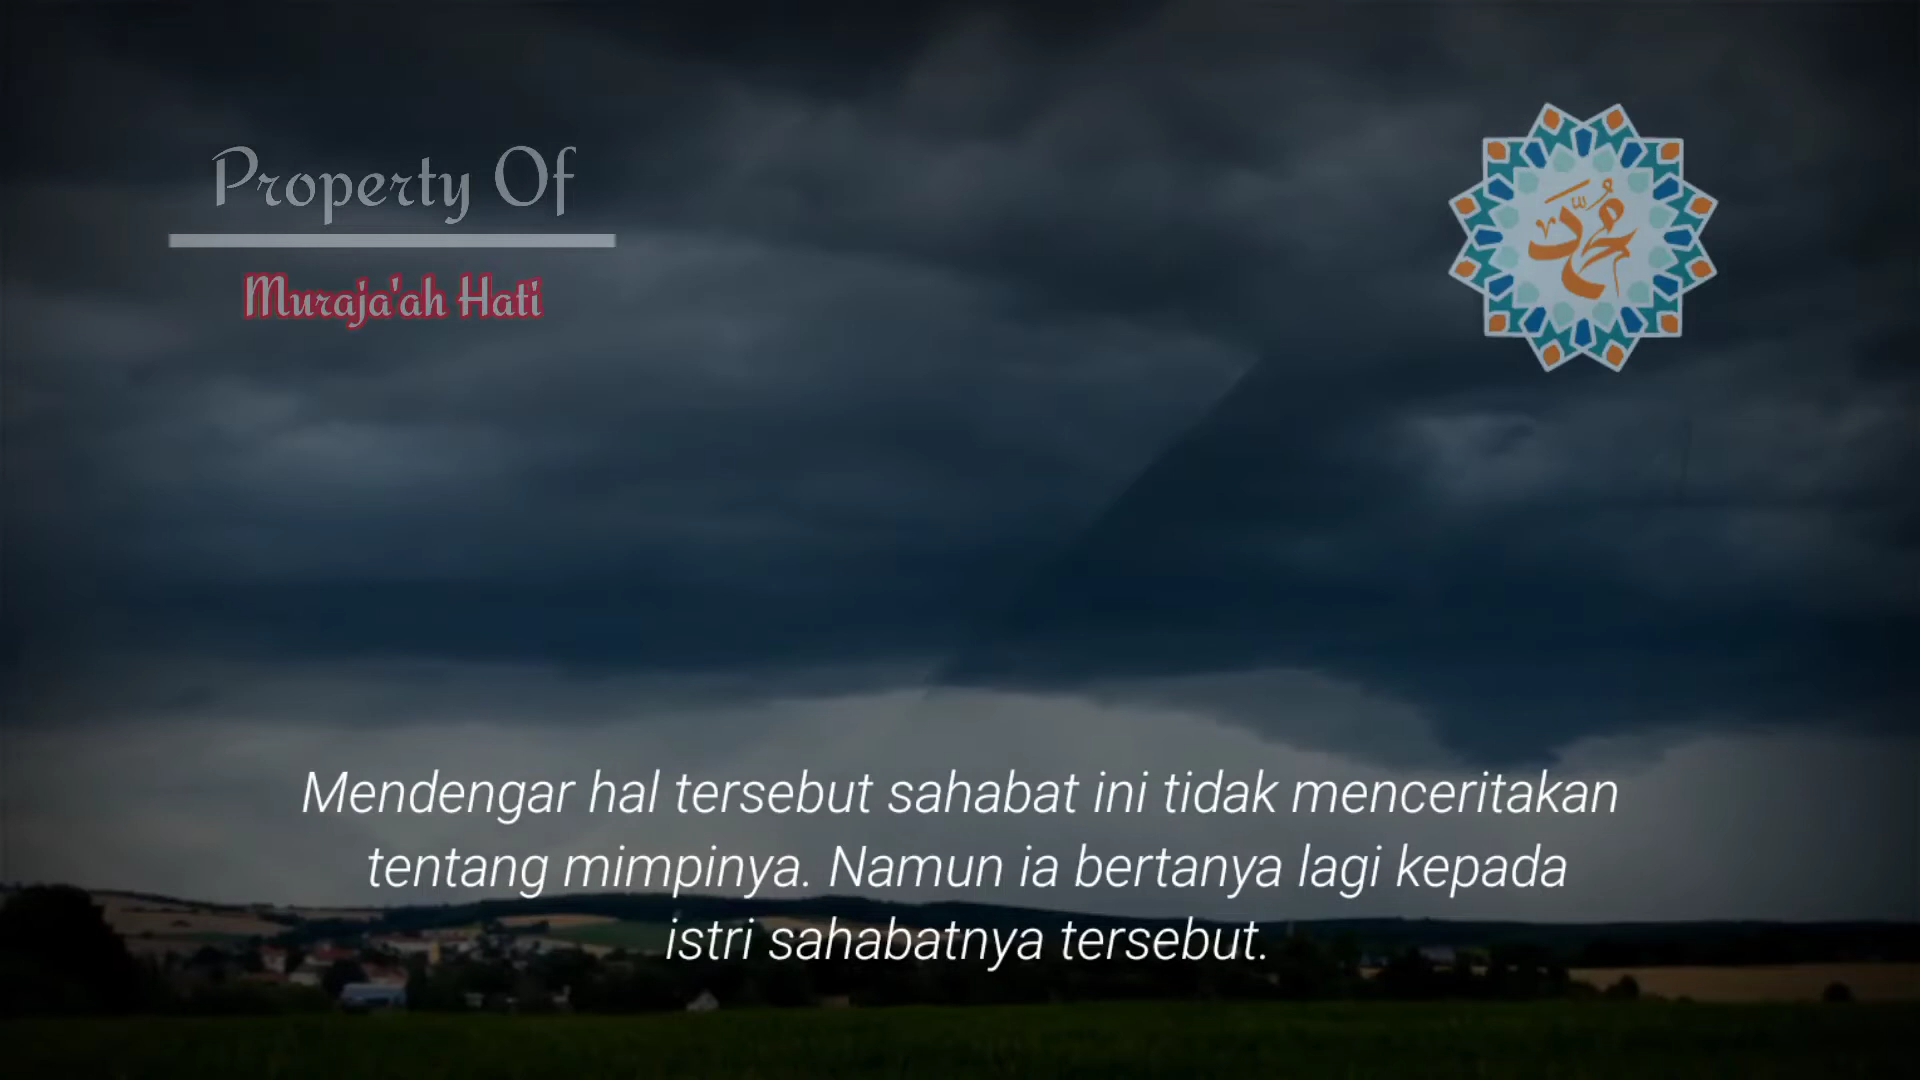 Property Of
Muraja'ah Hati
محمد
Mendengar hal tersebut sahabat ini tidak menceritakan
tentang mimpinya. Namun ia bertanya lagi kepada
istri sahabatnya tersebut.